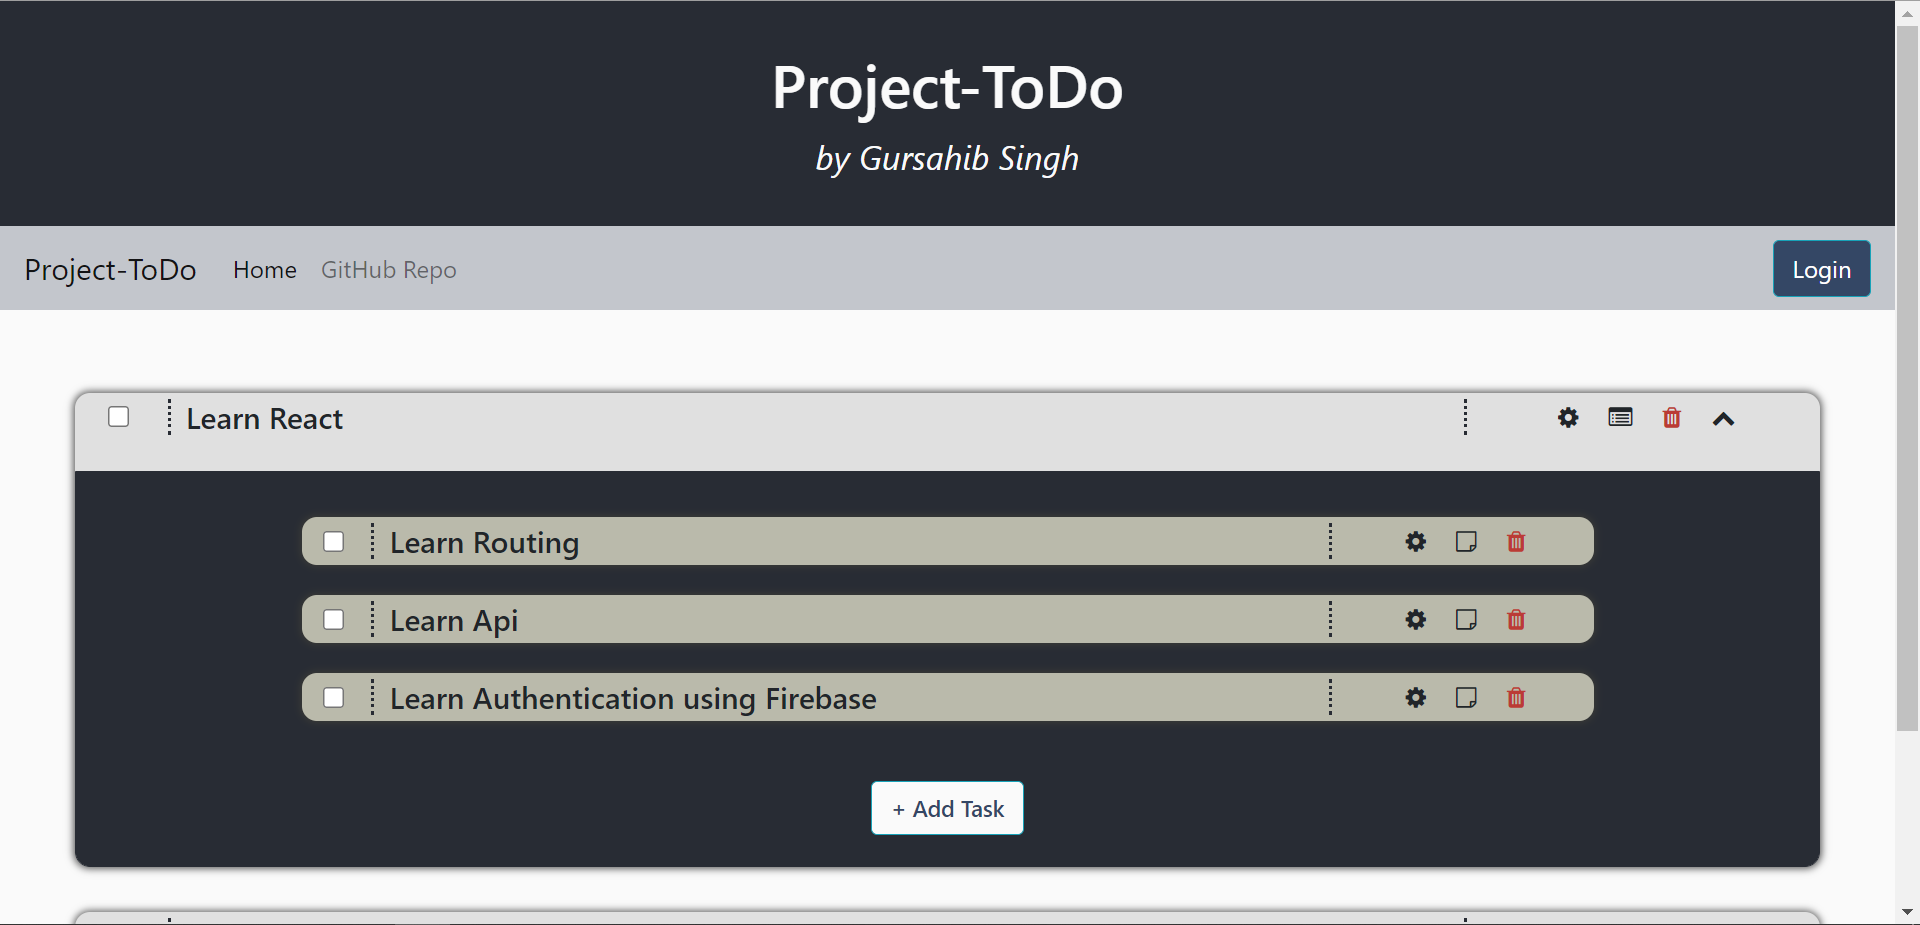 Project-ToDo
by Gursahib Singh
Project-ToDo Home GitHub Repo Login
Learn React
Learn Routing
Learn Api
Learn Authentication using Firebase
+ Add Task